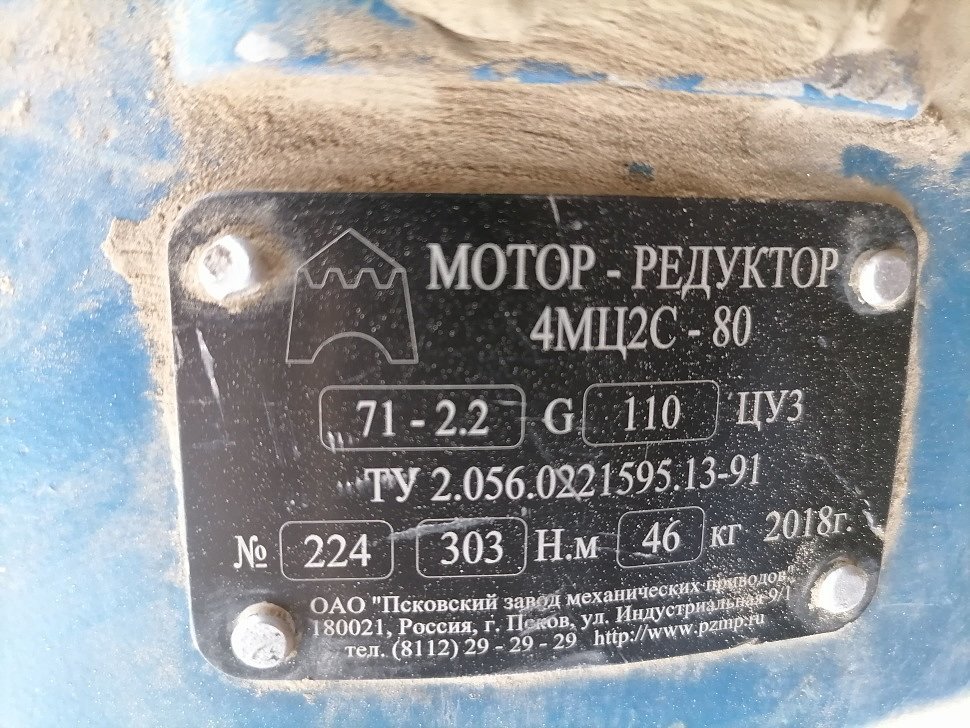 МОТОР - РЕДУКТОР
4МЦ2С - 80
71 - 2.2 G 110 ЦУ3
ТУ 2.056.0221595.13-91
№ 224 303 Н.м 46 кг 2018г.
ОАО "Псковский завод механических приводов"
180021, Россия, г. Псков, ул. Индустриальная 9/1
тел. (8112) 29 - 29 - 29 http://www.pzmp.ru